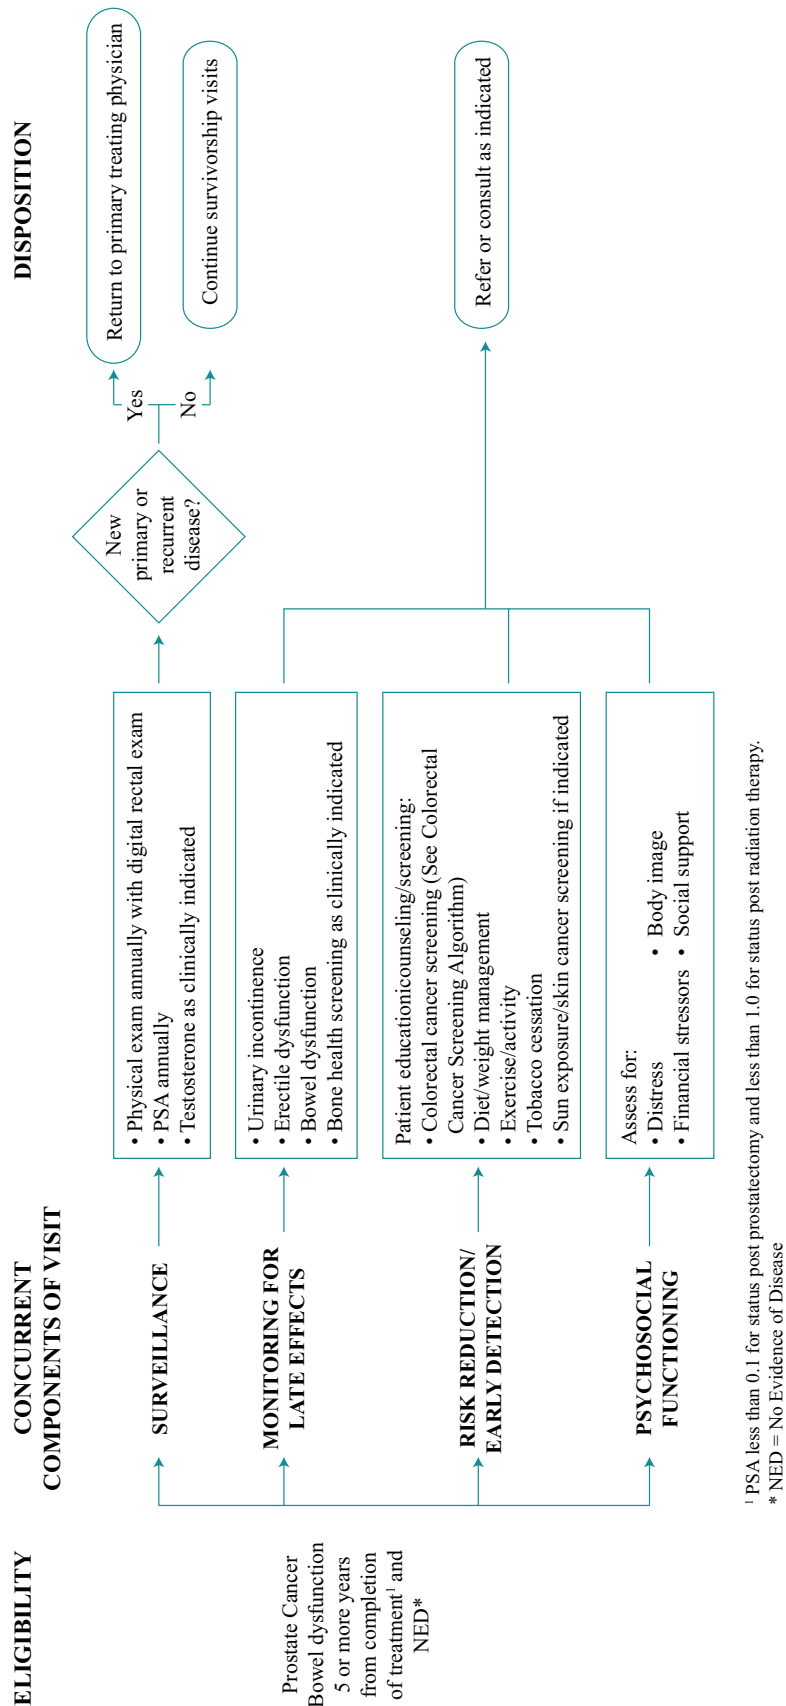 ELIGIBILITY
CONCURRENT
COMPONENTS OF VISIT
DISPOSITION
Prostate Cancer
Bowel dysfunction
5 or more years
from completion
of treatment¹ and
NED*
SURVEILLANCE
• Physical exam annually with digital rectal exam
• PSA annually
• Testosterone as clinically indicated
New
primary or
recurrent
disease?
Yes
Return to primary treating physician
No
Continue survivorship visits
MONITORING FOR
LATE EFFECTS
• Urinary incontinence
• Erectile dysfunction
• Bowel dysfunction
• Bone health screening as clinically indicated
RISK REDUCTION/
EARLY DETECTION
Patient educationicounseling/screening:
• Colorectal cancer screening (See Colorectal
Cancer Screening Algorithm)
• Diet/weight management
• Exercise/activity
• Tobacco cessation
• Sun exposure/skin cancer screening if indicated
Refer or consult as indicated
PSYCHOSOCIAL
FUNCTIONING
Assess for:
• Distress • Body image
• Financial stressors • Social support
¹ PSA less than 0.1 for status post prostatectomy and less than 1.0 for status post radiation therapy.
* NED = No Evidence of Disease